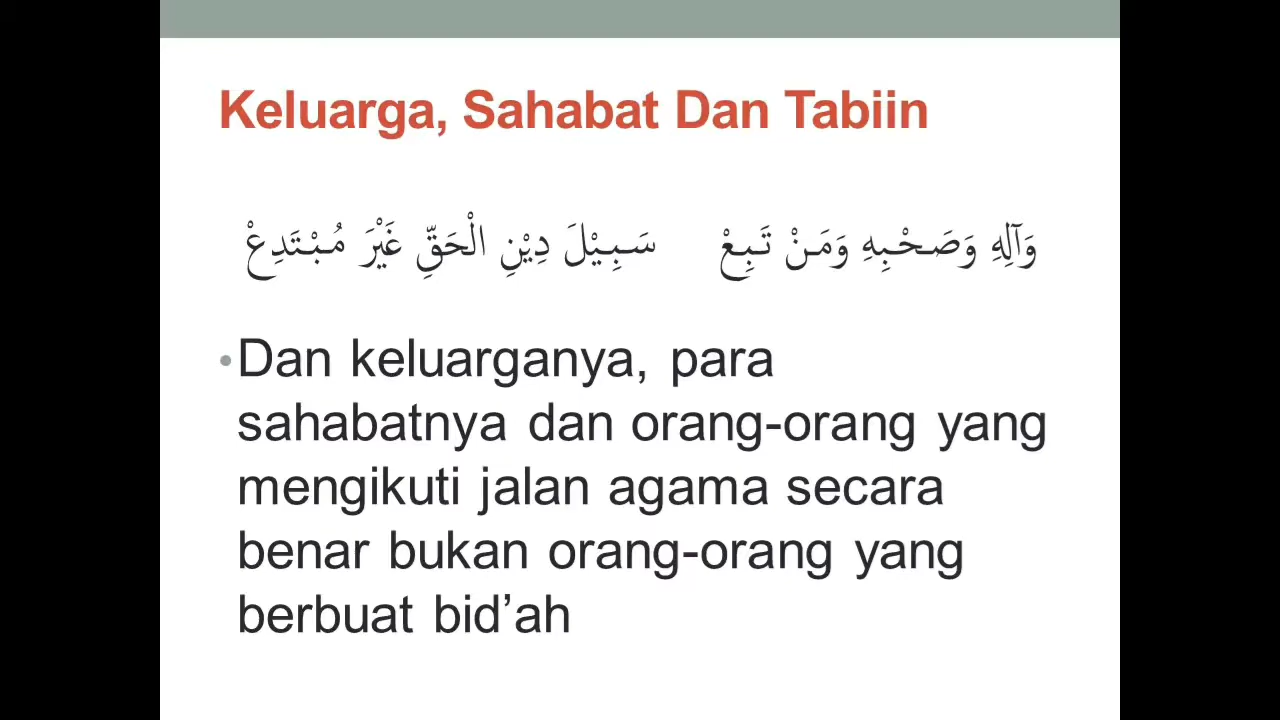 Keluarga, Sahabat Dan Tabiin
وَآلِهِ وَصَحْبِهِ وَمَنْ تَبِعْ سَبِيْلَ دِيْنِ الْحَقِّ غَيْرَ مُبْتَدِعْ
•Dan keluarganya, para
sahabatnya dan orang-orang yang
mengikuti jalan agama secara
benar bukan orang-orang yang
berbuat bid’ah